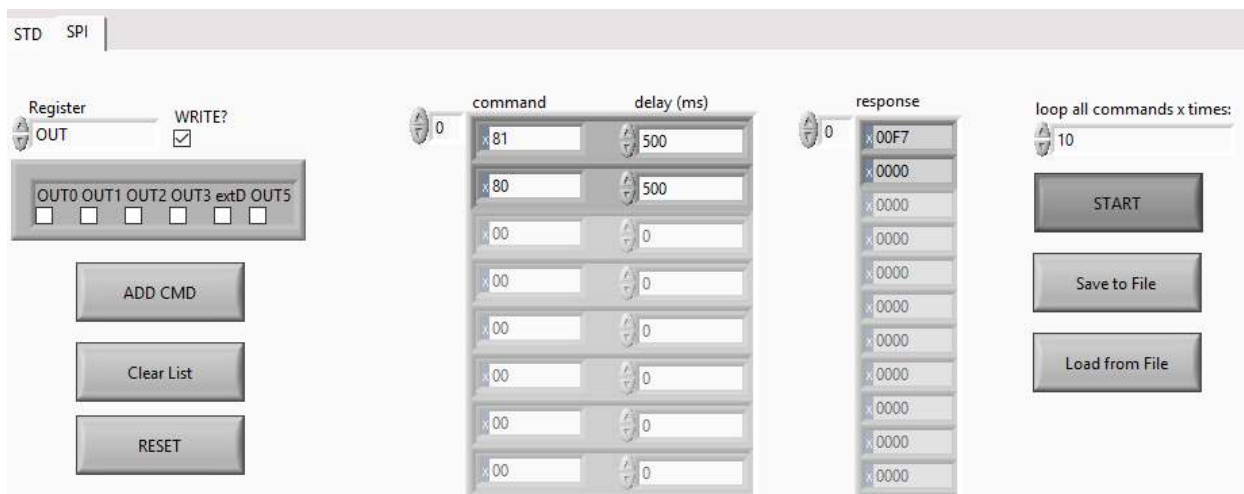 STD SPI
Register WRITE?
OUT
OUT0 OUT1 OUT2 OUT3 extD OUT5
ADD CMD
Clear List
RESET
command delay (ms)
0
x 81 500
x 80 500
x 00 0
x 00 0
x 00 0
x 00 0
x 00 0
x 00 0
response
0
x 00F7
x 0000
x 0000
x 0000
x 0000
x 0000
x 0000
x 0000
x 0000
x 0000
x 0000
loop all commands x times:
10
START
Save to File
Load from File